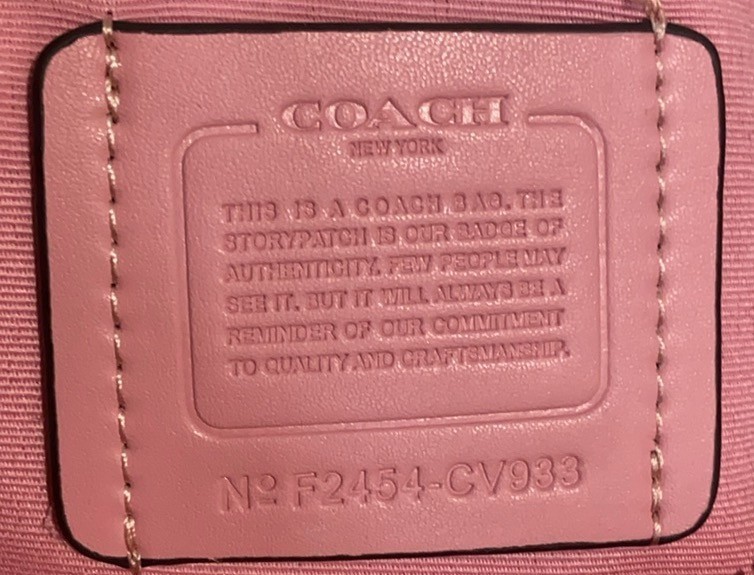 COACH
NEW YORK
THIS IS A COACH BAG. THE
STORYPATCH IS OUR BADGE OF
AUTHENTICITY. FEW PEOPLE MAY
SEE IT. BUT IT WILL ALWAYS BE A
REMINDER OF OUR COMMITMENT
TO QUALITY AND CRAFTSMANSHIP.
Nº F2454-CV933